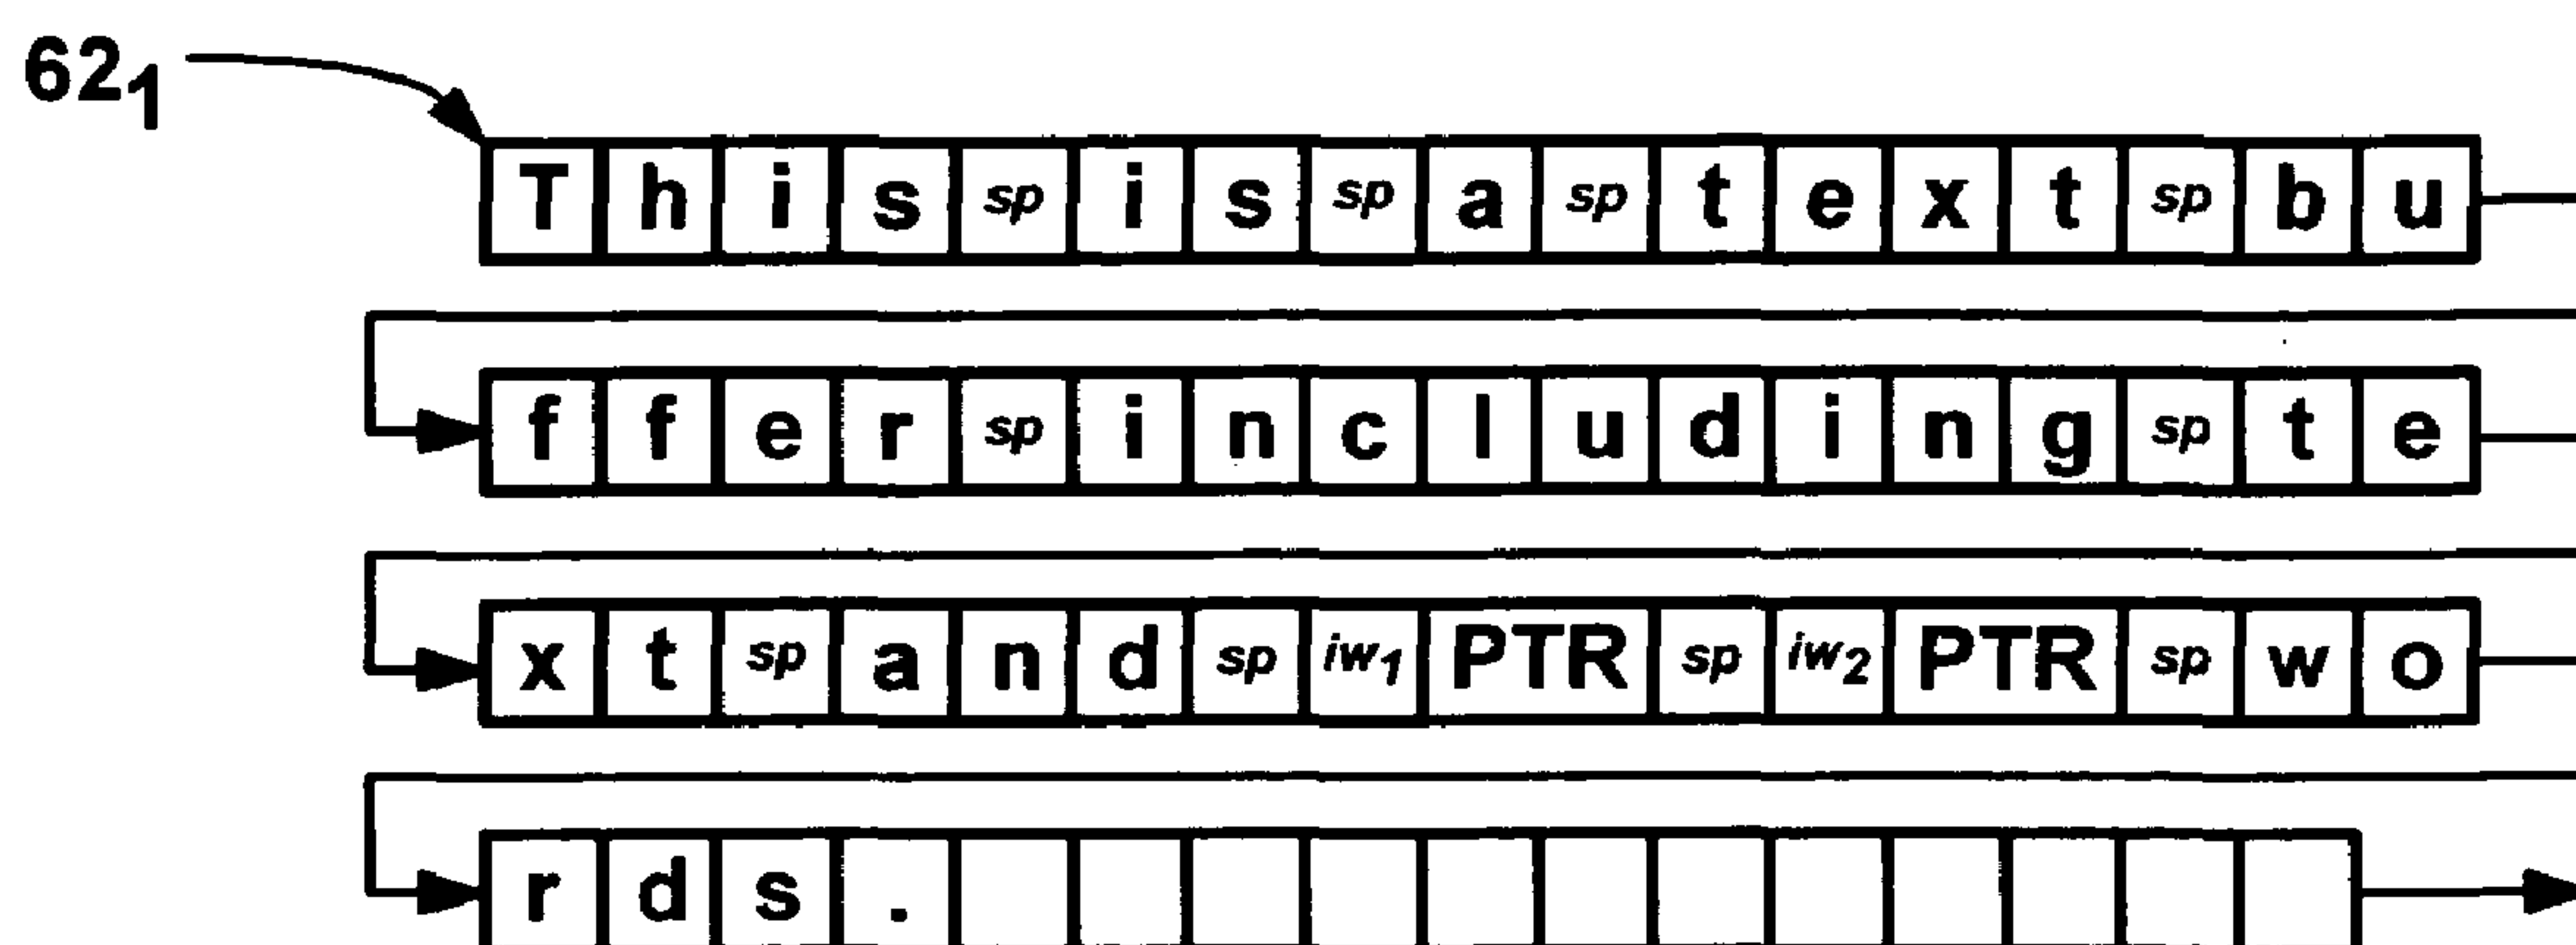 62₁
T h i s sp i s sp a sp t e x t sp b u
f f e r sp i n c l u d i n g sp t e
x t sp a n d sp iw₁ PTR sp iw₂ PTR sp w o
r d s .